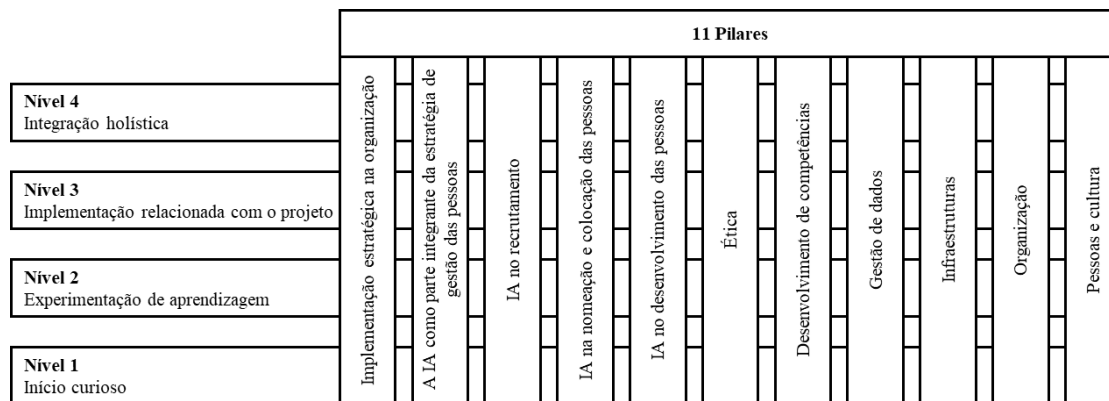 11 Pilares
Nível 4
Integração holística
Nível 3
Implementação relacionada com o projeto
Nível 2
Experimentação de aprendizagem
Nível 1
Início curioso
Implementação estratégica na organização
A IA como parte integrante da estratégia de
gestão das pessoas
IA no recrutamento
IA na nomeação e colocação das pessoas
IA no desenvolvimento das pessoas
Ética
Desenvolvimento de competências
Gestão de dados
Infraestruturas
Organização
Pessoas e cultura